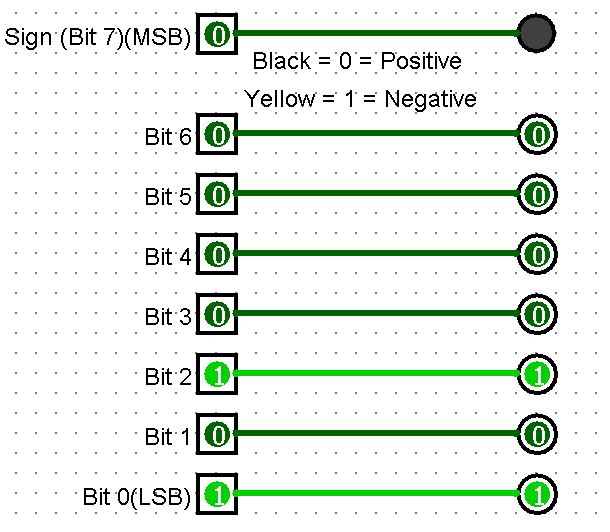 Sign (Bit 7)(MSB) 0
Black = 0 = Positive
Yellow = 1 = Negative
Bit 6 0 0
Bit 5 0 0
Bit 4 0 0
Bit 3 0 0
Bit 2 1 1
Bit 1 0 0
Bit 0(LSB) 1 1